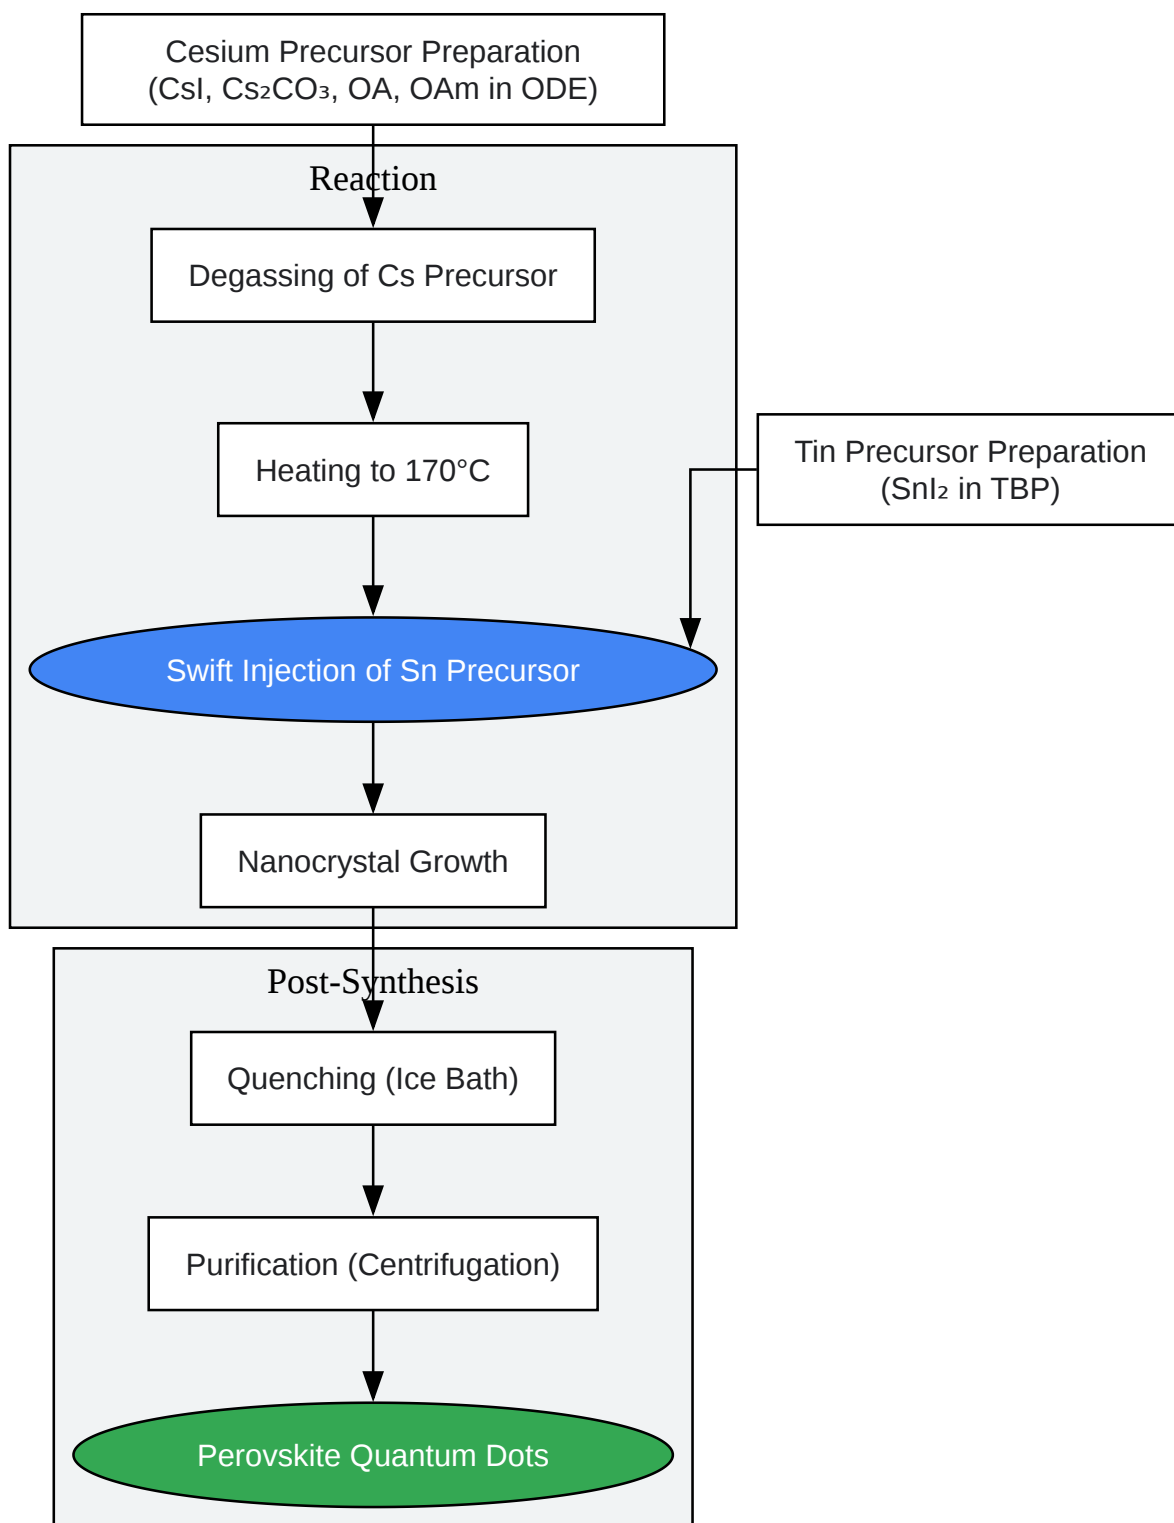 Cesium Precursor Preparation
(CsI, Cs₂CO₃, OA, OAm in ODE)
Reaction
Degassing of Cs Precursor
Heating to 170°C
Tin Precursor Preparation
(SnI₂ in TBP)
Swift Injection of Sn Precursor
Nanocrystal Growth
Post-Synthesis
Quenching (Ice Bath)
Purification (Centrifugation)
Perovskite Quantum Dots